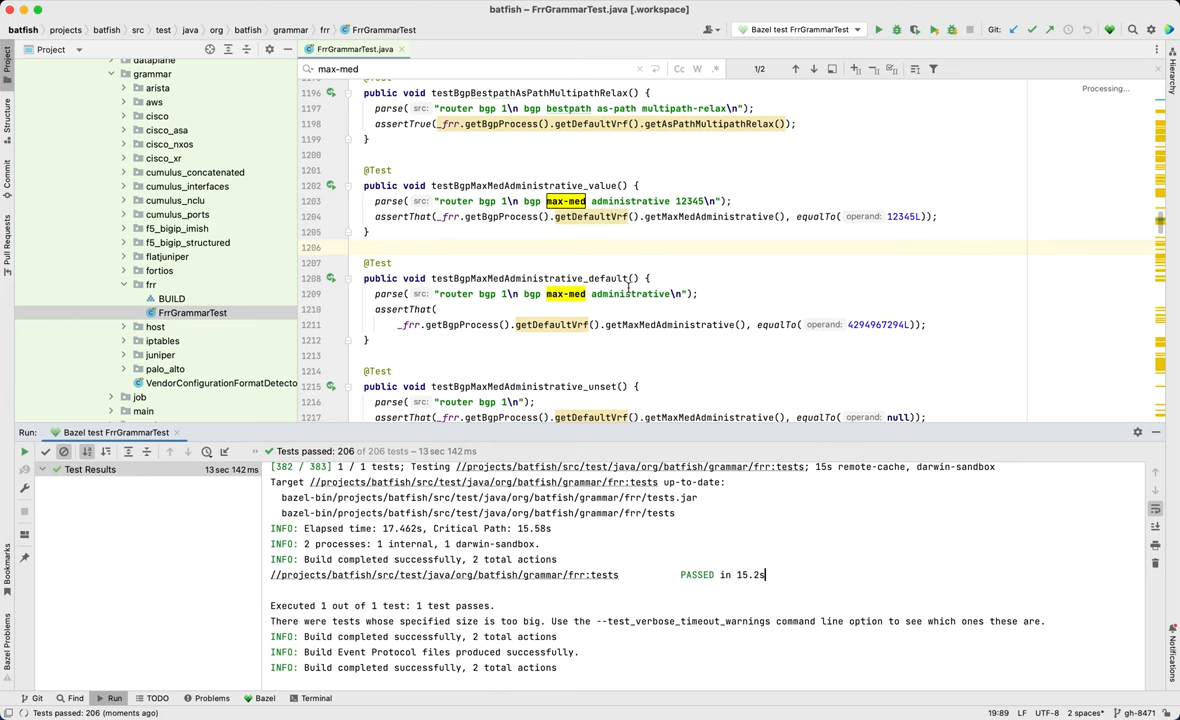 batfish – FrrGrammarTest.java [.workspace]
batfish › projects › batfish › src › test › java › org › batfish › grammar › frr › FrrGrammarTest
Bazel test FrrGrammarTest
Git:
Project
FrrGrammarTest.java
max-med
Cc W .*
1/2
Processing...
dataplane
grammar
arista
aws
cisco
cisco_asa
cisco_nxos
cisco_xr
cumulus_concatenated
cumulus_interfaces
cumulus_nclu
cumulus_ports
f5_bigip_imish
f5_bigip_structured
flatjuniper
fortios
frr
BUILD
FrrGrammarTest
host
iptables
juniper
palo_alto
VendorConfigurationFormatDetecto
job
main
1195 @Test
1196 public void testBgpBestpathAsPathMultipathRelax() {
1197 parse( src: "router bgp 1\n bgp bestpath as-path multipath-relax\n");
1198 assertTrue(_frr.getBgpProcess().getDefaultVrf().getAsPathMultipathRelax());
1199 }
1200
1201 @Test
1202 public void testBgpMaxMedAdministrative_value() {
1203 parse( src: "router bgp 1\n bgp max-med administrative 12345\n");
1204 assertThat(_frr.getBgpProcess().getDefaultVrf().getMaxMedAdministrative(), equalTo( operand: 12345L));
1205 }
1206
1207 @Test
1208 public void testBgpMaxMedAdministrative_default() {
1209 parse( src: "router bgp 1\n bgp max-med administrative\n");
1210 assertThat(
1211 _frr.getBgpProcess().getDefaultVrf().getMaxMedAdministrative(), equalTo( operand: 4294967294L));
1212 }
1213
1214 @Test
1215 public void testBgpMaxMedAdministrative_unset() {
1216 parse( src: "router bgp 1\n");
1217 assertThat(_frr.getBgpProcess().getDefaultVrf().getMaxMedAdministrative(), equalTo( operand: null));
Run: Bazel test FrrGrammarTest
Tests passed: 206 of 206 tests – 13 sec 142 ms
Test Results 13 sec 142 ms
[382 / 383] 1 / 1 tests; Testing //projects/batfish/src/test/java/org/batfish/grammar/frr:tests; 15s remote-cache, darwin-sandbox
Target //projects/batfish/src/test/java/org/batfish/grammar/frr:tests up-to-date:
bazel-bin/projects/batfish/src/test/java/org/batfish/grammar/frr/tests.jar
bazel-bin/projects/batfish/src/test/java/org/batfish/grammar/frr/tests
INFO: Elapsed time: 17.462s, Critical Path: 15.58s
INFO: 2 processes: 1 internal, 1 darwin-sandbox.
INFO: Build completed successfully, 2 total actions
//projects/batfish/src/test/java/org/batfish/grammar/frr:tests PASSED in 15.2s
Executed 1 out of 1 test: 1 test passes.
There were tests whose specified size is too big. Use the --test_verbose_timeout_warnings command line option to see which ones these are.
INFO: Build completed successfully, 2 total actions
INFO: Build Event Protocol files produced successfully.
INFO: Build completed successfully, 2 total actions
Project
Structure
Commit
Pull Requests
Bookmarks
Bazel Problems
Hierarchy
Notifications
Git Find Run TODO Problems Bazel Terminal
Tests passed: 206 (moments ago)
19:89 LF UTF-8 2 spaces* gh-8471